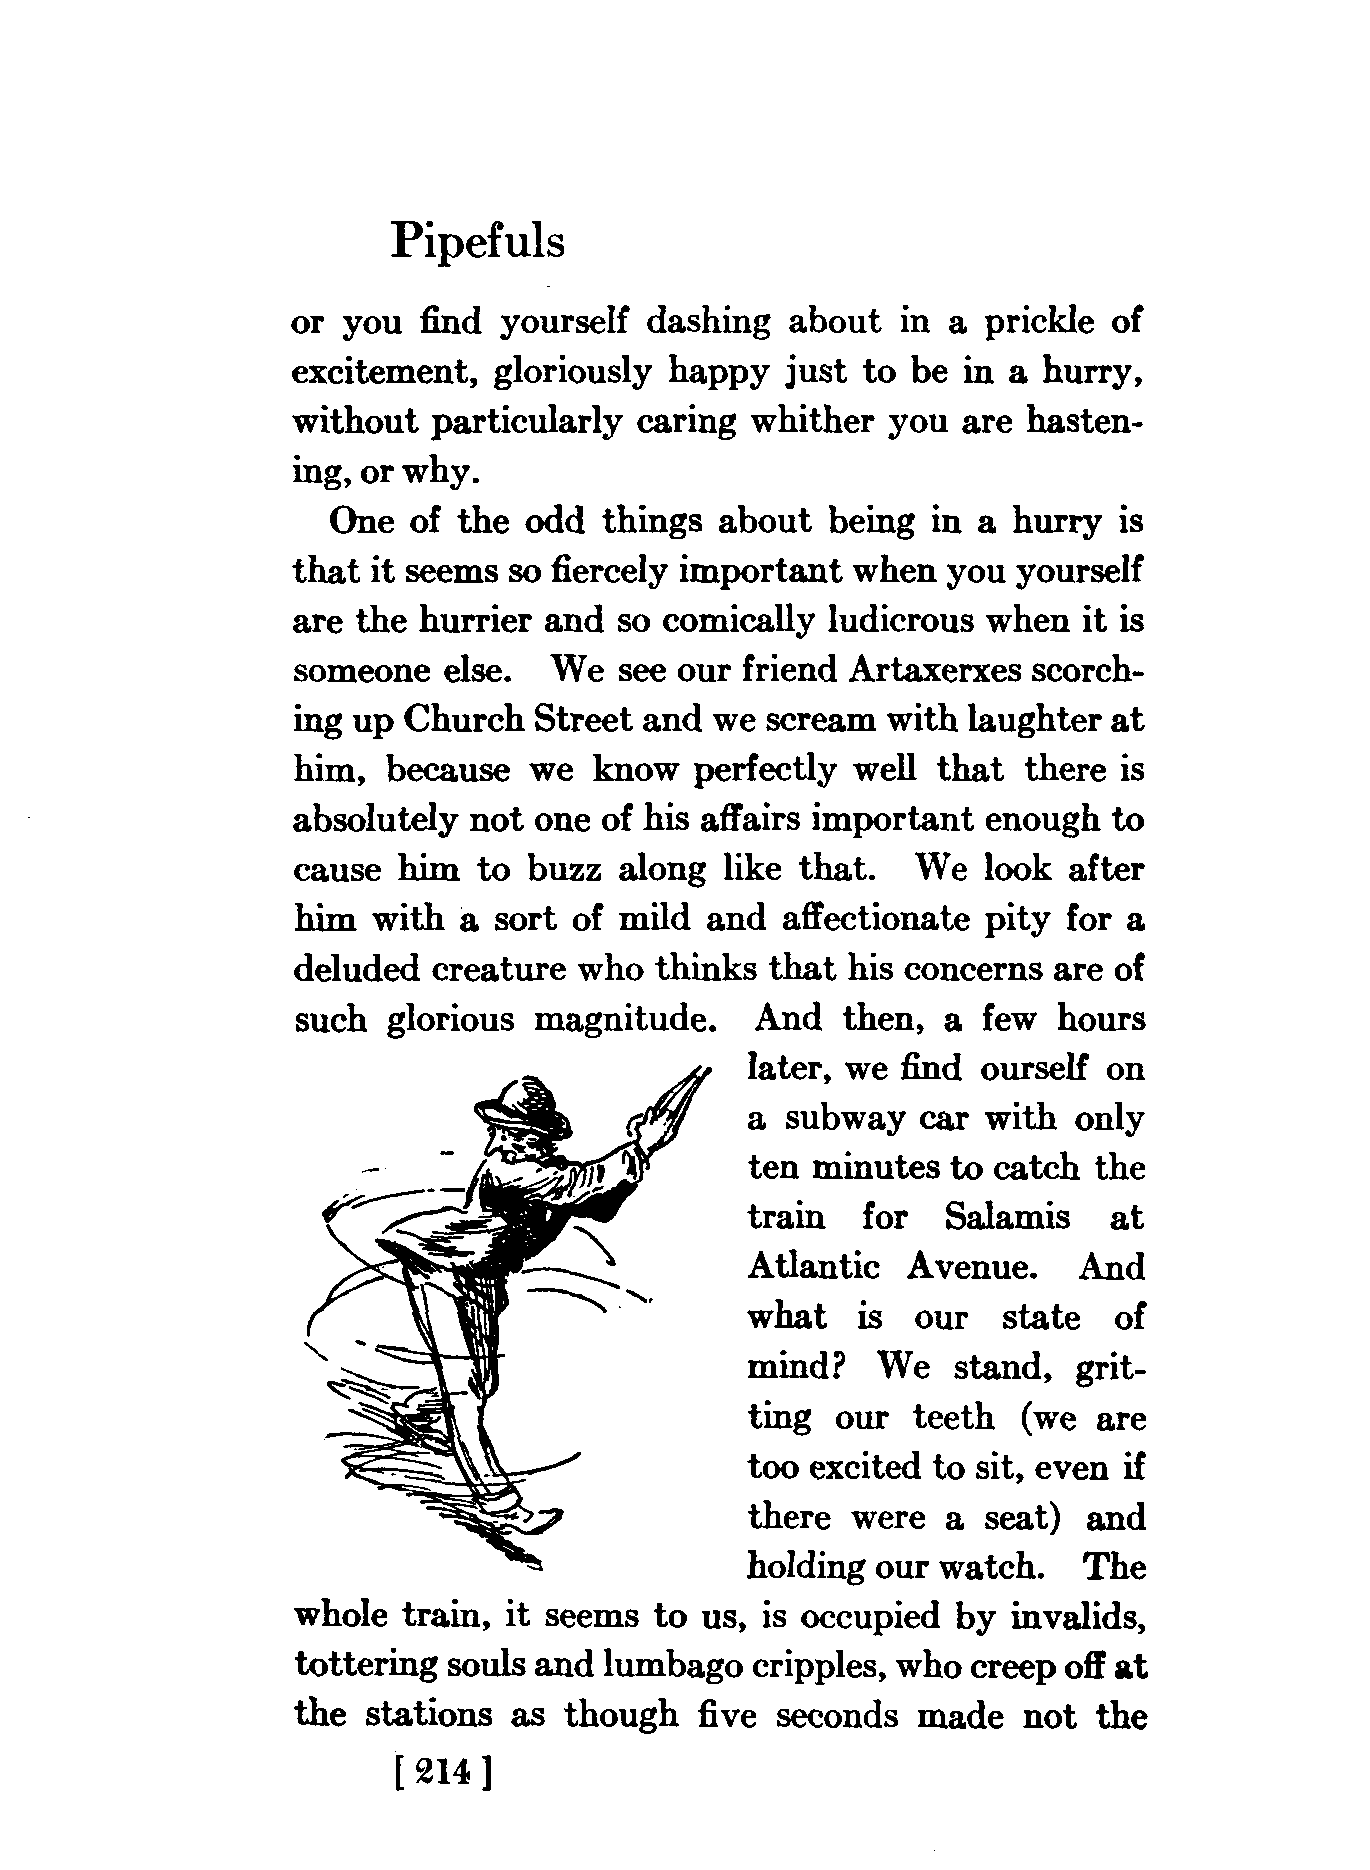 Pipefuls
or you find yourself dashing about in a prickle of
excitement, gloriously happy just to be in a hurry,
without particularly caring whither you are hasten-
ing, or why.
One of the odd things about being in a hurry is
that it seems so fiercely important when you yourself
are the hurrier and so comically ludicrous when it is
someone else. We see our friend Artaxerxes scorch-
ing up Church Street and we scream with laughter at
him, because we know perfectly well that there is
absolutely not one of his affairs important enough to
cause him to buzz along like that. We look after
him with a sort of mild and affectionate pity for a
deluded creature who thinks that his concerns are of
such glorious magnitude. And then, a few hours
later, we find ourself on
a subway car with only
ten minutes to catch the
train for Salamis at
Atlantic Avenue. And
what is our state of
mind? We stand, grit-
ting our teeth (we are
too excited to sit, even if
there were a seat) and
holding our watch. The
whole train, it seems to us, is occupied by invalids,
tottering souls and lumbago cripples, who creep off at
the stations as though five seconds made not the
[ 214 ]